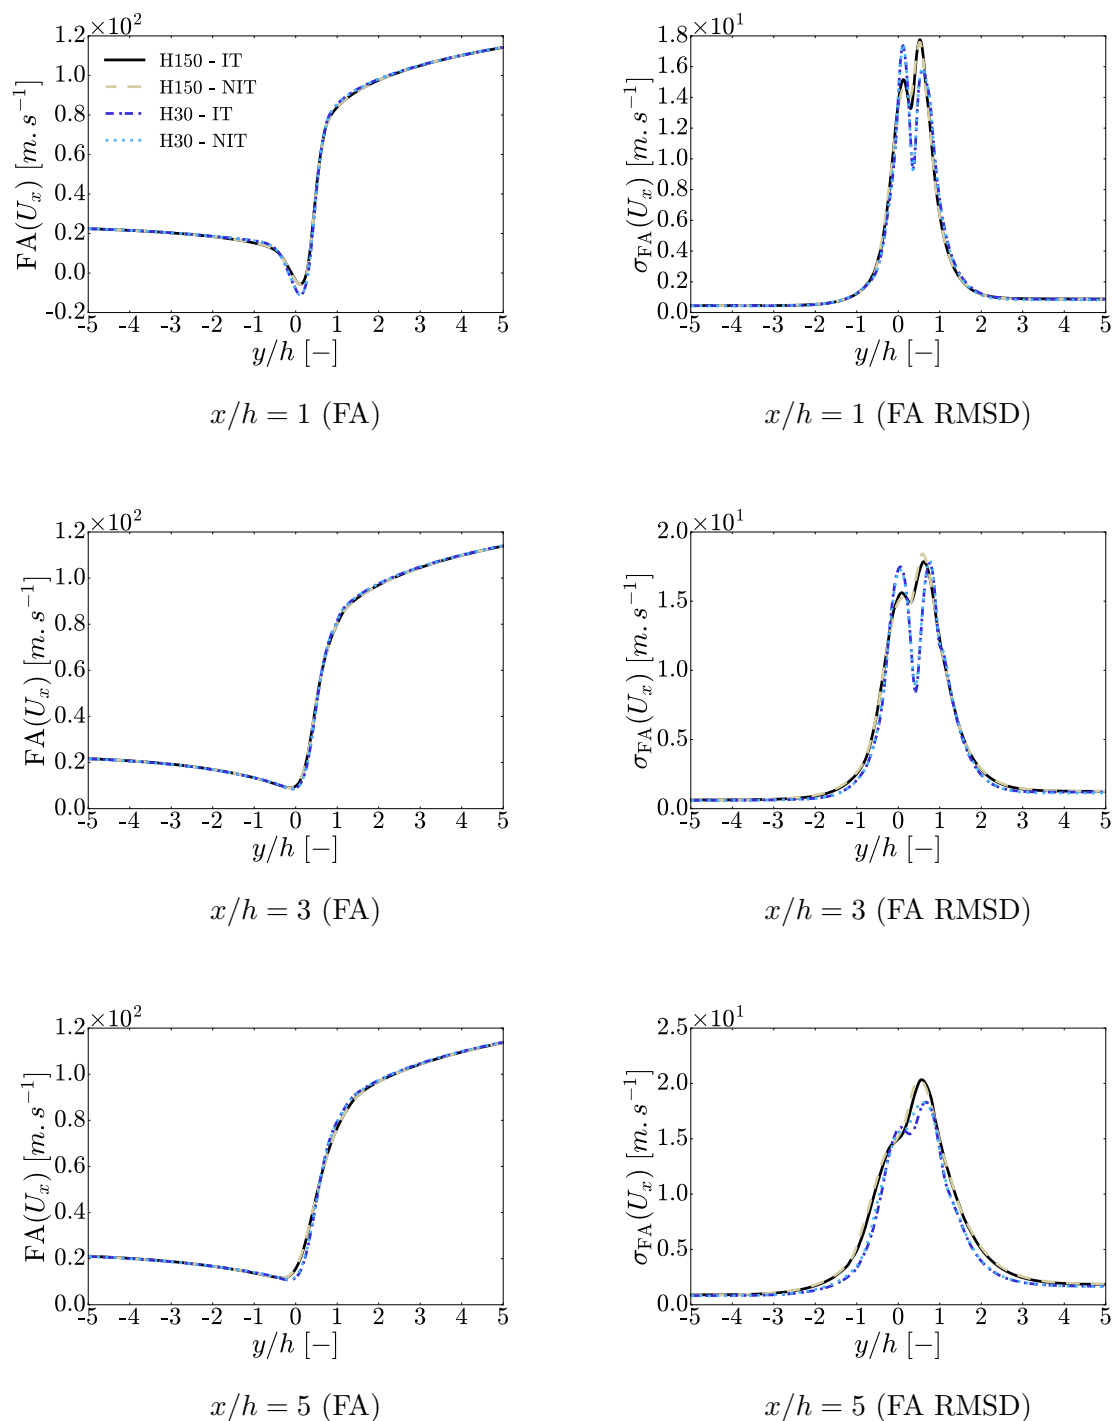 1.2 ×10² 1.0 0.8 0.6 0.4 0.2 0.0 -0.2
FA(Uₓ) [m.s⁻¹]
H150 - IT
H150 - NIT
H30 - IT
H30 - NIT
-5 -4 -3 -2 -1 0 1 2 3 4 5
y/h [−]
x/h = 1 (FA)
1.8 ×10¹ 1.6 1.4 1.2 1.0 0.8 0.6 0.4 0.2 0.0
σ_FA(Uₓ) [m.s⁻¹]
-5 -4 -3 -2 -1 0 1 2 3 4 5
y/h [−]
x/h = 1 (FA RMSD)
1.2 ×10² 1.0 0.8 0.6 0.4 0.2 0.0
FA(Uₓ) [m.s⁻¹]
-5 -4 -3 -2 -1 0 1 2 3 4 5
y/h [−]
x/h = 3 (FA)
2.0 ×10¹ 1.5 1.0 0.5 0.0
σ_FA(Uₓ) [m.s⁻¹]
-5 -4 -3 -2 -1 0 1 2 3 4 5
y/h [−]
x/h = 3 (FA RMSD)
1.2 ×10² 1.0 0.8 0.6 0.4 0.2 0.0
FA(Uₓ) [m.s⁻¹]
-5 -4 -3 -2 -1 0 1 2 3 4 5
y/h [−]
x/h = 5 (FA)
2.5 ×10¹ 2.0 1.5 1.0 0.5 0.0
σ_FA(Uₓ) [m.s⁻¹]
-5 -4 -3 -2 -1 0 1 2 3 4 5
y/h [−]
x/h = 5 (FA RMSD)